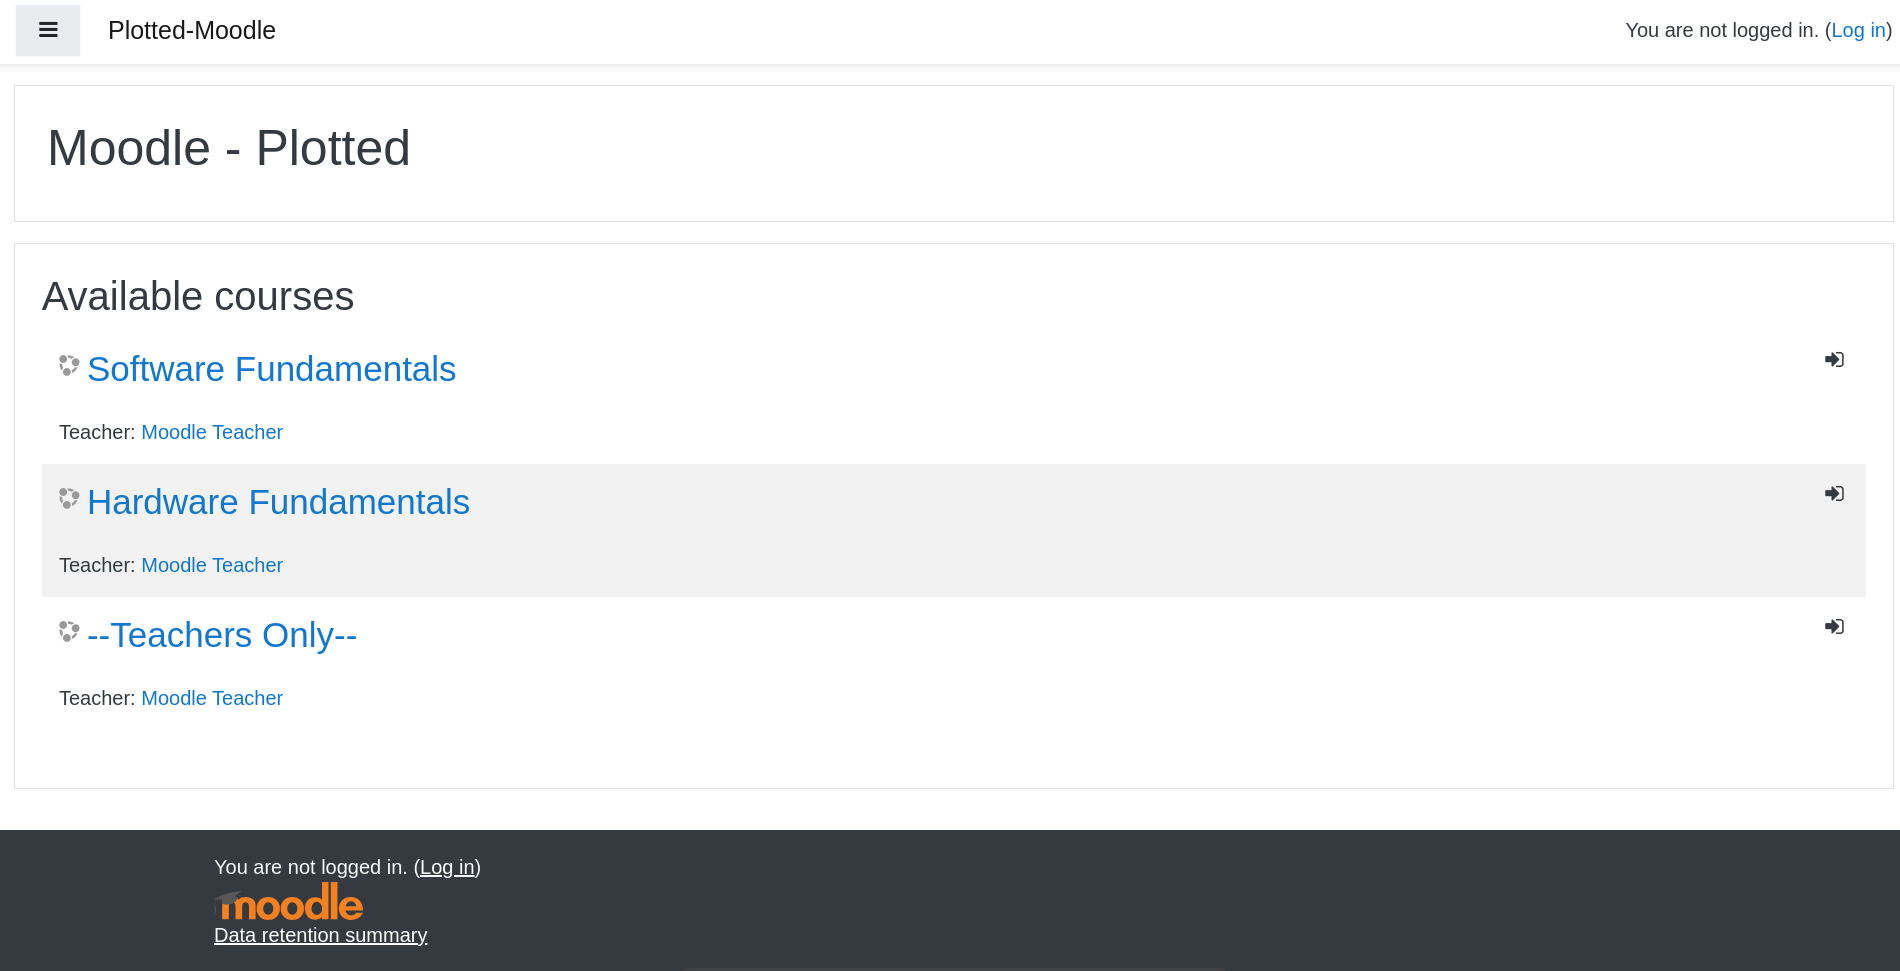 Plotted-Moodle
You are not logged in. (Log in)
Moodle - Plotted
Available courses
Software Fundamentals
Teacher: Moodle Teacher
Hardware Fundamentals
Teacher: Moodle Teacher
--Teachers Only--
Teacher: Moodle Teacher
You are not logged in. (Log in)
moodle
Data retention summary